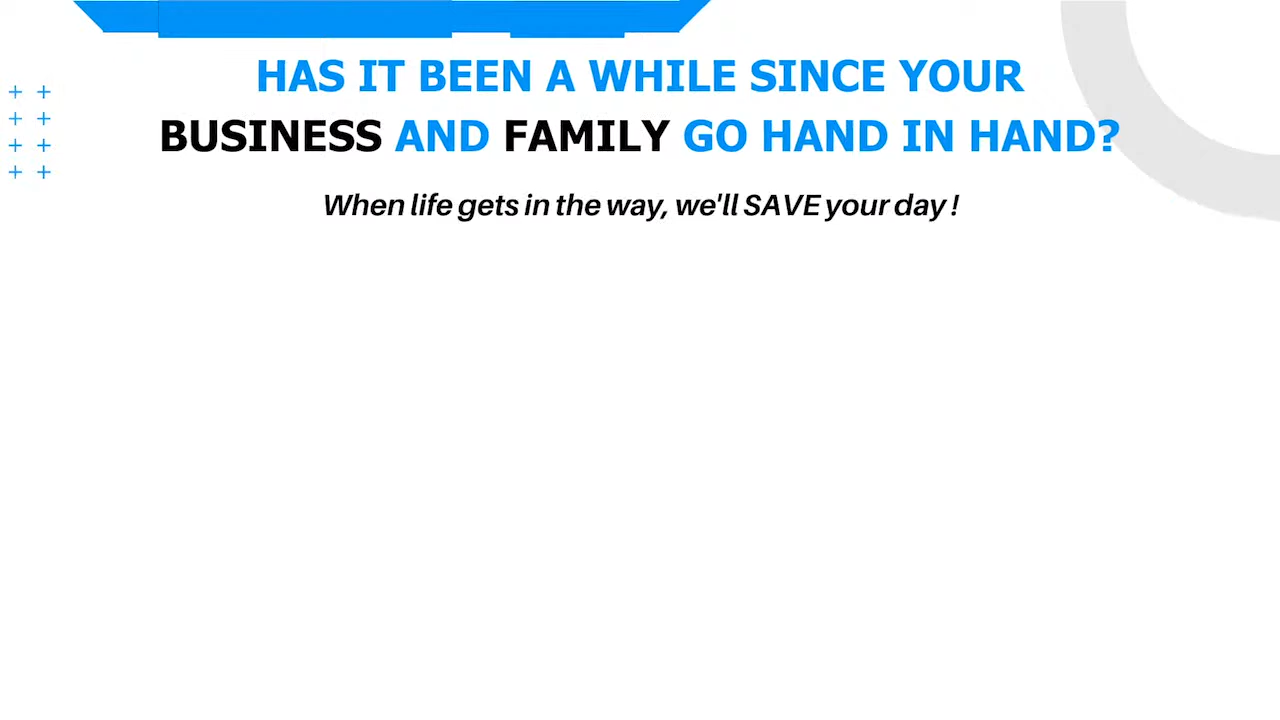 HAS IT BEEN A WHILE SINCE YOUR
BUSINESS AND FAMILY GO HAND IN HAND?
When life gets in the way, we'll SAVE your day !